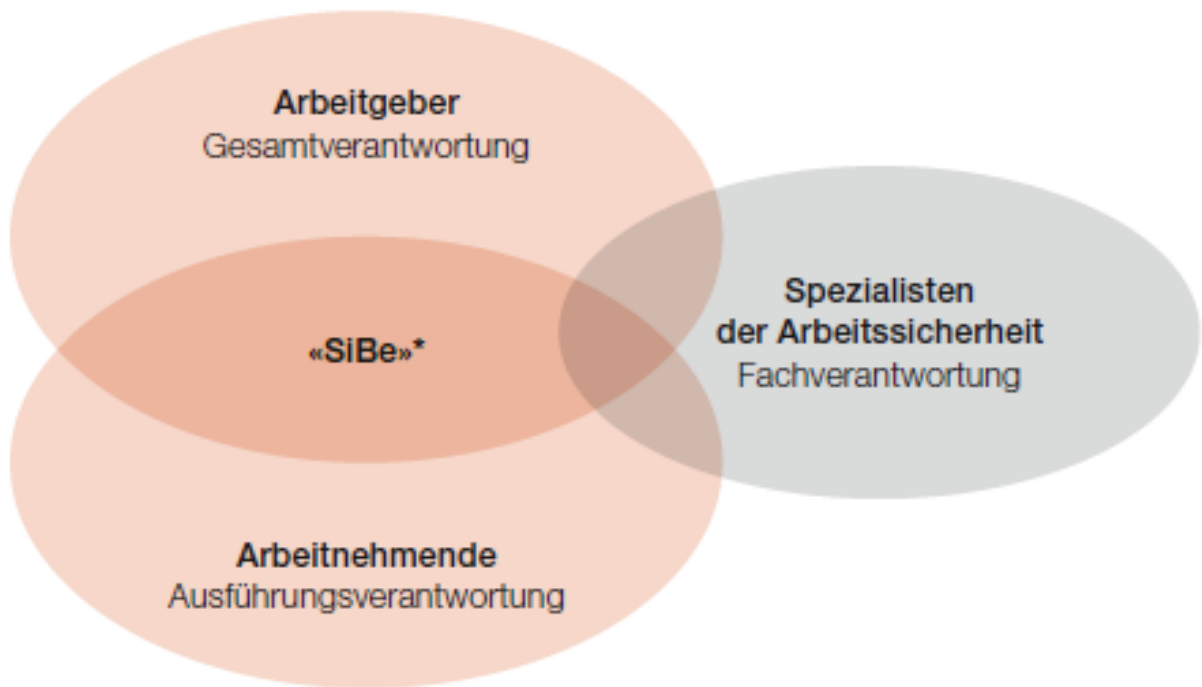 Arbeitgeber
Gesamtverantwortung
«SiBe»*
Spezialisten
der Arbeitssicherheit
Fachverantwortung
Arbeitnehmende
Ausführungsverantwortung